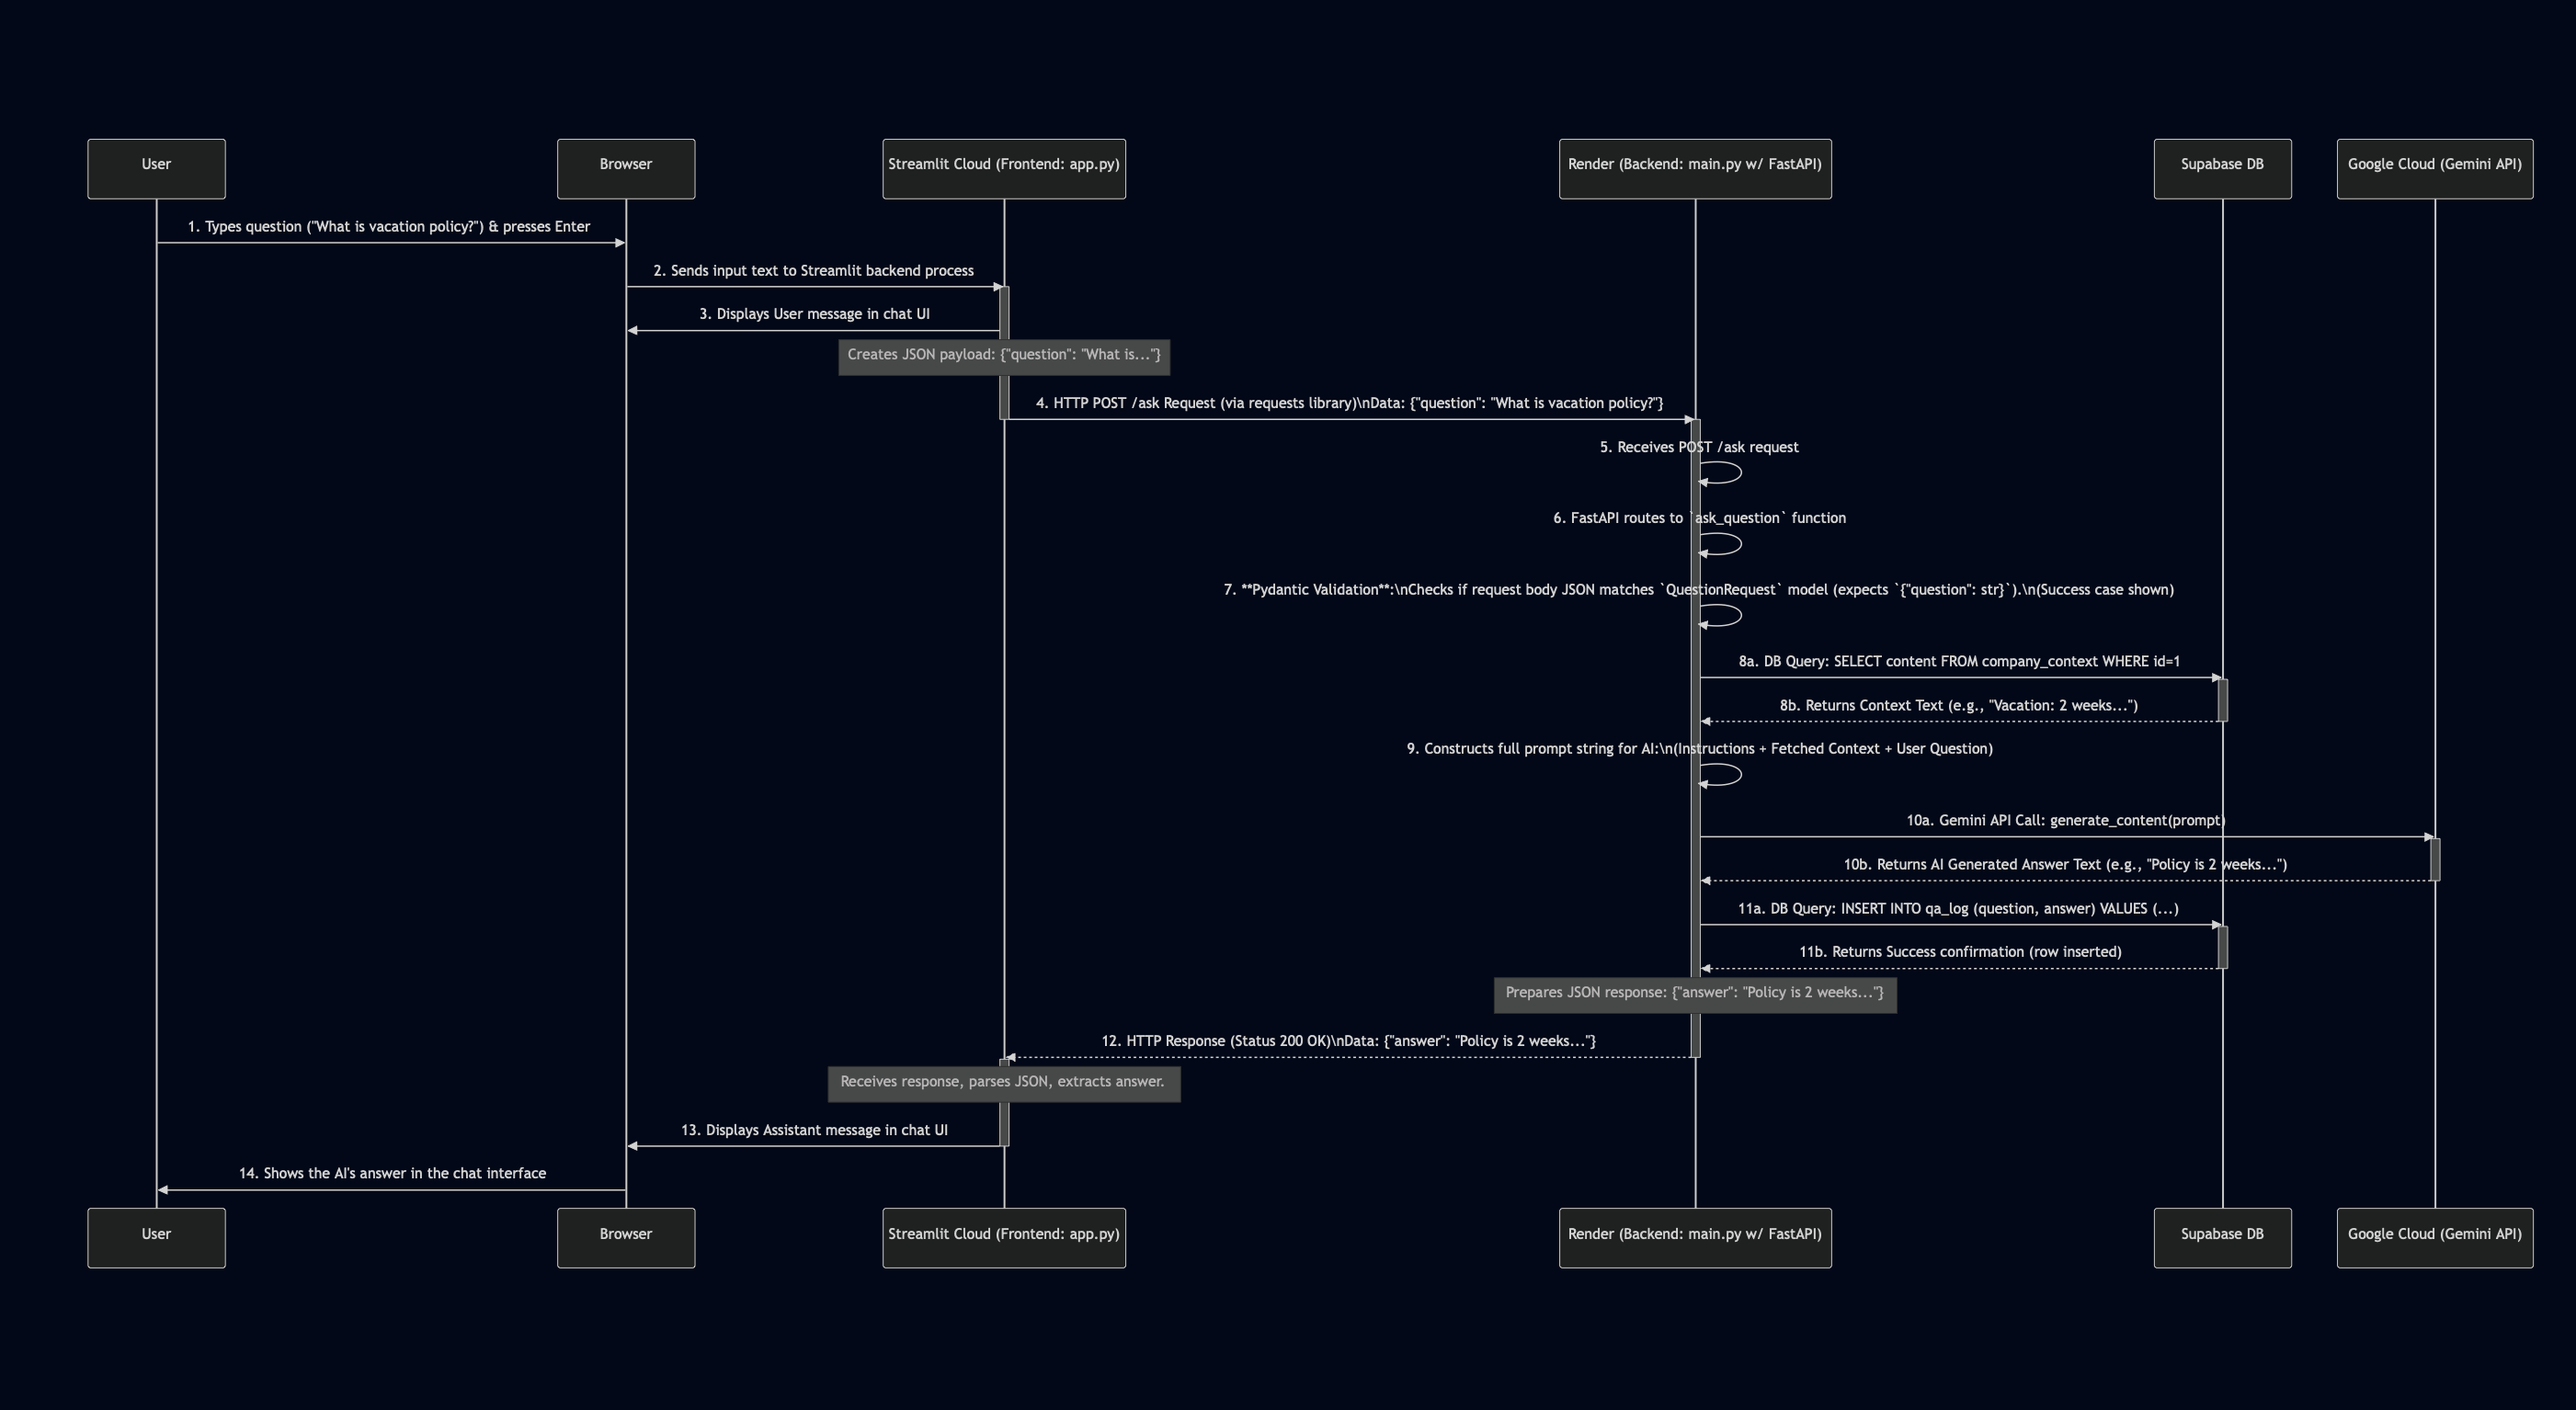 User
Browser
Streamlit Cloud (Frontend: app.py)
Render (Backend: main.py w/ FastAPI)
Supabase DB
Google Cloud (Gemini API)
1. Types question ("What is vacation policy?") & presses Enter
2. Sends input text to Streamlit backend process
3. Displays User message in chat UI
Creates JSON payload: {"question": "What is..."}
4. HTTP POST /ask Request (via requests library)\nData: {"question": "What is vacation policy?"}
5. Receives POST /ask request
6. FastAPI routes to `ask_question` function
7. **Pydantic Validation**:\nChecks if request body JSON matches `QuestionRequest` model (expects `{"question": str}`).\n(Success case shown)
8a. DB Query: SELECT content FROM company_context WHERE id=1
8b. Returns Context Text (e.g., "Vacation: 2 weeks...")
9. Constructs full prompt string for AI:\n(Instructions + Fetched Context + User Question)
10a. Gemini API Call: generate_content(prompt)
10b. Returns AI Generated Answer Text (e.g., "Policy is 2 weeks...")
11a. DB Query: INSERT INTO qa_log (question, answer) VALUES (...)
11b. Returns Success confirmation (row inserted)
Prepares JSON response: {"answer": "Policy is 2 weeks..."}
12. HTTP Response (Status 200 OK)\nData: {"answer": "Policy is 2 weeks..."}
Receives response, parses JSON, extracts answer.
13. Displays Assistant message in chat UI
14. Shows the AI's answer in the chat interface
User
Browser
Streamlit Cloud (Frontend: app.py)
Render (Backend: main.py w/ FastAPI)
Supabase DB
Google Cloud (Gemini API)